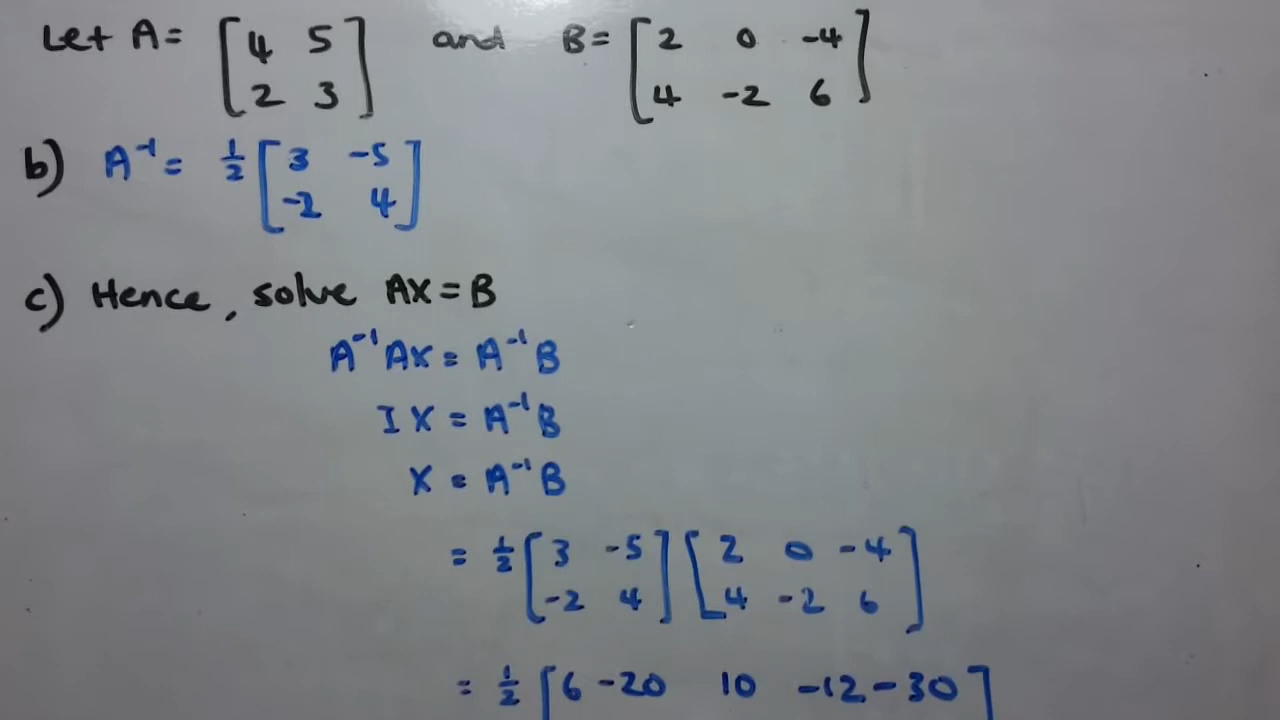 Let A = [4 5 2 3] and B = [2 0 -4 4 -2 6]
b) A⁻¹ = ½ [3 -5 -2 4]
c) Hence, solve AX = B
A⁻¹AX = A⁻¹B
IX = A⁻¹B
X = A⁻¹B
= ½ [3 -5 -2 4] [2 0 -4 4 -2 6]
= ½ [6 -20 10 -12 -30]